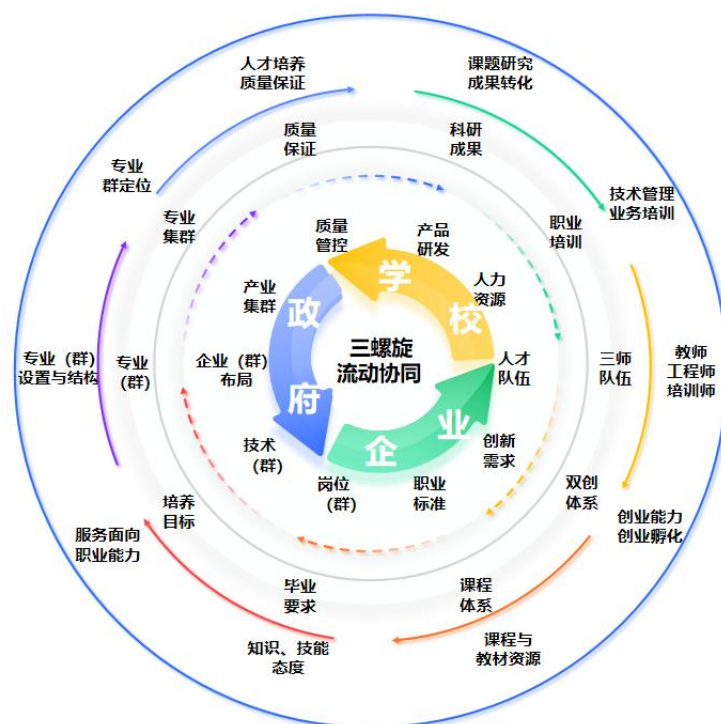 人才培养
质量保证
课题研究
成果转化
质量
保证
科研
成果
专业
群定位
技术管理
业务培训
专业
集群
职业
培训
质量
管控
产品
研发
学
产业
集群
人力
资源
政
校
三螺旋
流动协同
专业（群）
设置与结构
专业
（群）
企业（群）
布局
人才
队伍
三师
队伍
教师
工程师
培训师
府
业
企
技术
（群）
创新
需求
岗位
（群）
职业
标准
培养
目标
双创
体系
服务面向
职业能力
创业能力
创业孵化
毕业
要求
课程
体系
知识、技能
态度
课程与
教材资源